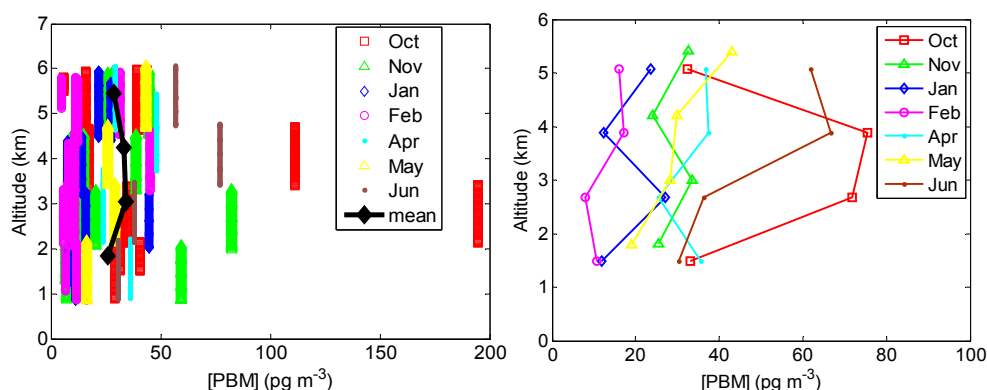 7
6
5
4
3
2
1
0
Altitude (km)
0 50 100 150 200
[PBM] (pg m⁻³)
Oct
Nov
Jan
Feb
Apr
May
Jun
mean
6
5
4
3
2
1
0
Altitude (km)
0 20 40 60 80 100
[PBM] (pg m⁻³)
Oct
Nov
Jan
Feb
Apr
May
Jun